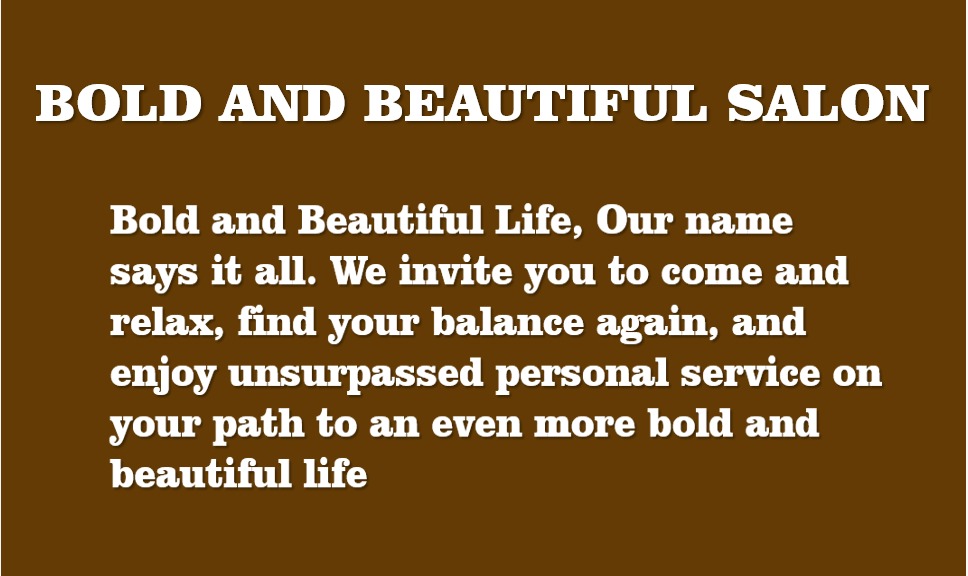 BOLD AND BEAUTIFUL SALON
Bold and Beautiful Life, Our name
says it all. We invite you to come and
relax, find your balance again, and
enjoy unsurpassed personal service on
your path to an even more bold and
beautiful life